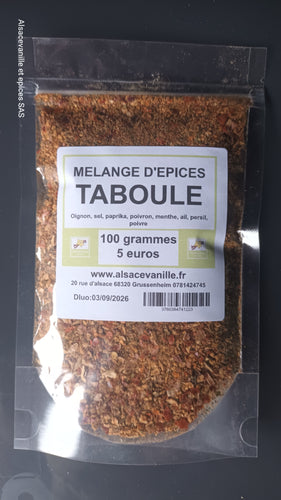 Alsacevanille et epices SAS
MELANGE D'EPICES
TABOULE
Oignon, sel, paprika, poivron, menthe, ail, persil,
poivre
100 grammes
5 euros
www.alsacevanille.fr
20 rue d'alsace 68320 Grussenheim 0781424745
Dluo:03/09/2026